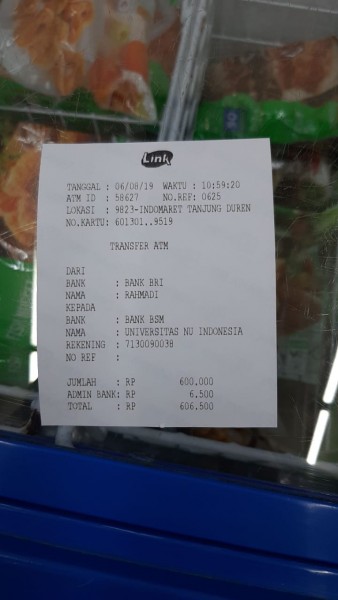 Link
TANGGAL : 06/08/19 WAKTU : 10:59:20
ATM ID : 58627 NO.REF: 0625
LOKASI : 9823-INDOMARET TANJUNG DUREN
NO.KARTU: 601301..9519
TRANSFER ATM
DARI
BANK : BANK BRI
NAMA : RAHMADI
KEPADA
BANK : BANK BSM
NAMA : UNIVERSITAS NU INDONESIA
REKENING : 7130090038
NO REF :
JUMLAH : RP 600.000
ADMIN BANK: RP 6.500
TOTAL : RP 606.500